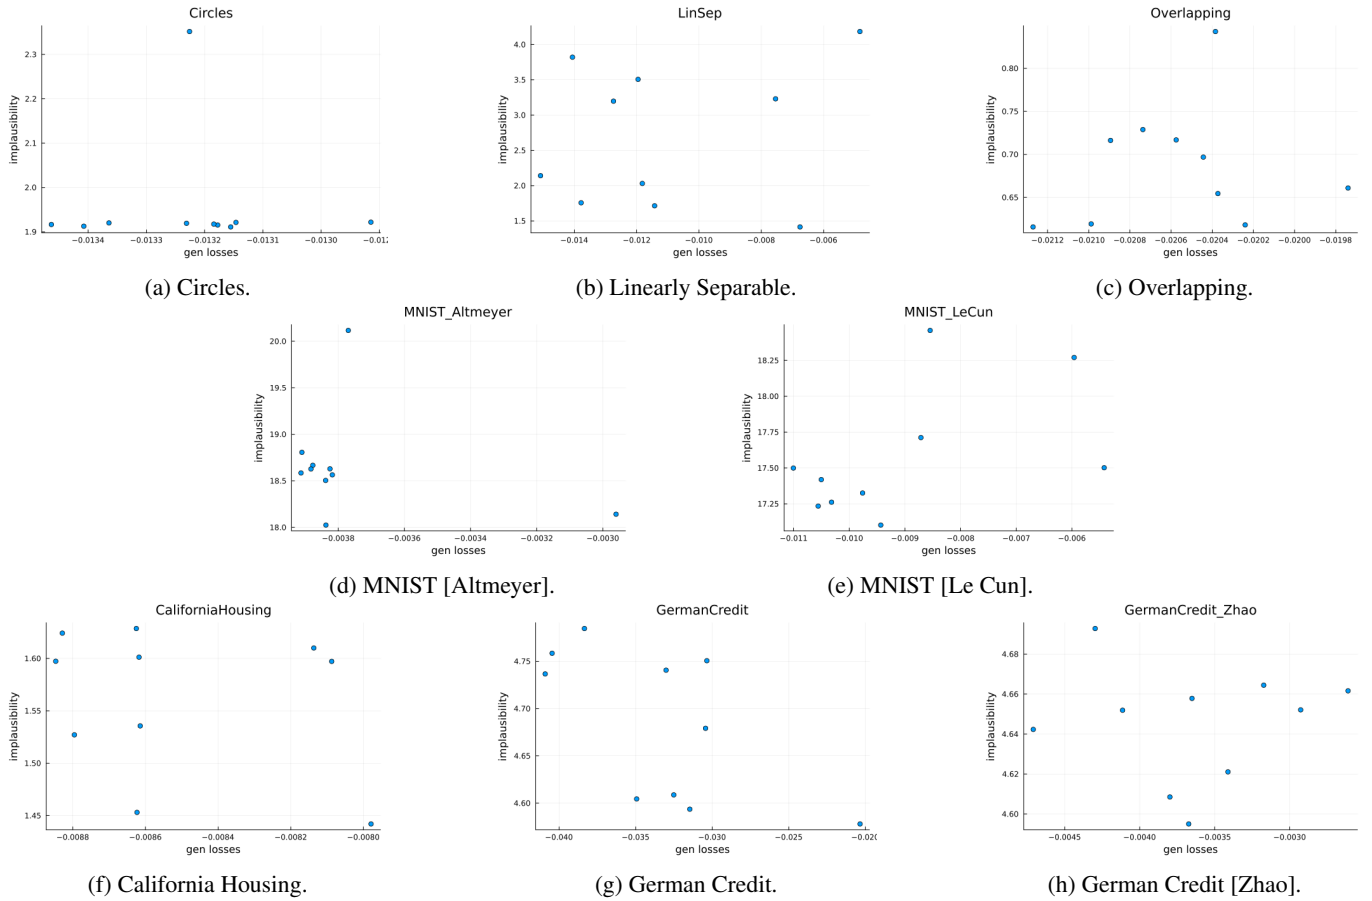 Circles
2.3
2.2
2.1
2.0
1.9
implausibility
−0.0134
−0.0133
−0.0132
−0.0131
−0.0130
gen losses
(a) Circles.
LinSep
4.0
3.5
3.0
2.5
2.0
1.5
implausibility
−0.014
−0.012
−0.010
−0.008
−0.006
gen losses
(b) Linearly Separable.
Overlapping
0.80
0.75
0.70
0.65
implausibility
−0.0212
−0.0210
−0.0208
−0.0206
−0.0204
−0.0202
−0.0200
−0.0198
gen losses
(c) Overlapping.
MNIST_Altmeyer
20.0
19.5
19.0
18.5
18.0
implausibility
−0.0038
−0.0036
−0.0034
−0.0032
−0.0030
gen losses
(d) MNIST [Altmeyer].
MNIST_LeCun
18.25
18.00
17.75
17.50
17.25
implausibility
−0.011
−0.010
−0.009
−0.008
−0.007
−0.006
gen losses
(e) MNIST [Le Cun].
CaliforniaHousing
1.60
1.55
1.50
1.45
implausibility
−0.0088
−0.0086
−0.0084
−0.0082
−0.0080
gen losses
(f) California Housing.
GermanCredit
4.75
4.70
4.65
4.60
implausibility
−0.040
−0.035
−0.030
−0.025
gen losses
(g) German Credit.
GermanCredit_Zhao
4.68
4.66
4.64
4.62
4.60
implausibility
−0.0045
−0.0040
−0.0035
−0.0030
gen losses
(h) German Credit [Zhao].